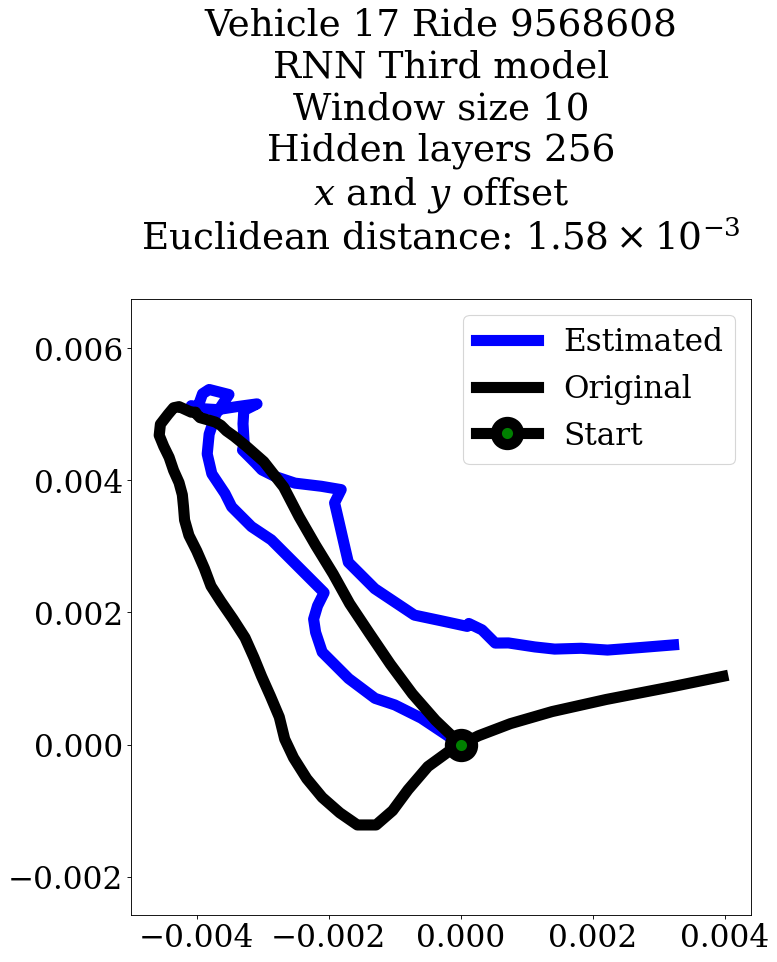 Vehicle 17 Ride 9568608
RNN Third model
Window size 10
Hidden layers 256
x and y offset
Euclidean distance: 1.58 × 10⁻³
Estimated
Original
Start
0.006
0.004
0.002
0.000
−0.002
−0.004 −0.002 0.000 0.002 0.004